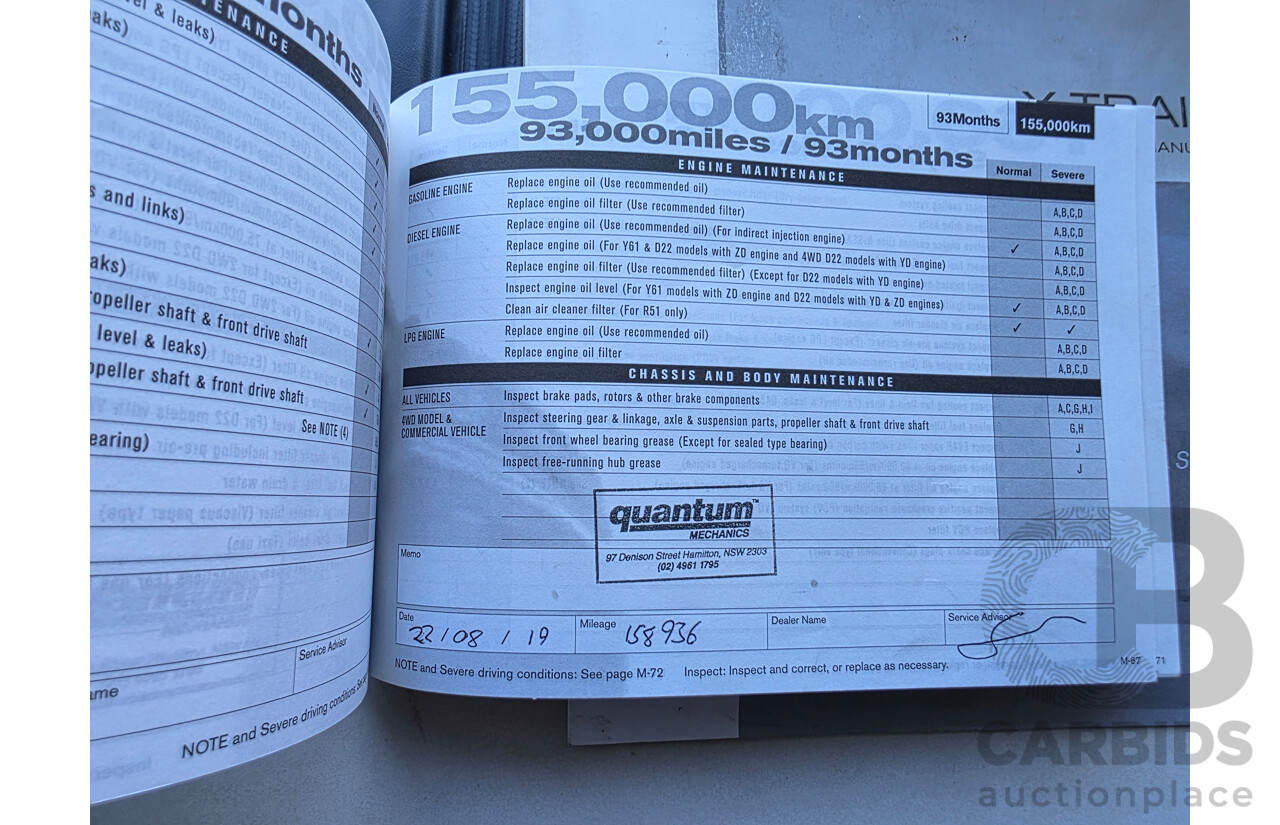 months
el & leaks)
TENANCE
aks)
s and links)
aks)
ropeller shaft & front drive shaft
level & leaks)
opeller shaft & front drive shaft
See NOTE (4)
earing)
Service Advisor
ame
NOTE and Severe driving conditions
155,000km
93,000miles / 93months
93Months 155,000km
ENGINE MAINTENANCE Normal Severe
GASOLINE ENGINE Replace engine oil (Use recommended oil) A,B,C,D
Replace engine oil filter (Use recommended filter) A,B,C,D
DIESEL ENGINE Replace engine oil (Use recommended oil) (For indirect injection engine) ✓ A,B,C,D
Replace engine oil (For Y61 & D22 models with ZD engine and 4WD D22 models with YD engine) A,B,C,D
Replace engine oil filter (Use recommended filter) (Except for D22 models with YD engine) A,B,C,D
Inspect engine oil level (For Y61 models with ZD engine and D22 models with YD & ZD engines) ✓ A,B,C,D
Clean air cleaner filter (For R51 only) ✓ ✓
LPG ENGINE Replace engine oil (Use recommended oil) A,B,C,D
Replace engine oil filter A,B,C,D
CHASSIS AND BODY MAINTENANCE
ALL VEHICLES Inspect brake pads, rotors & other brake components A,C,G,H,I
4WD MODEL & COMMERCIAL VEHICLE Inspect steering gear & linkage, axle & suspension parts, propeller shaft & front drive shaft G,H
Inspect front wheel bearing grease (Except for sealed type bearing) J
Inspect free-running hub grease J
quantum™
MECHANICS
97 Denison Street Hamilton, NSW 2303
(02) 4961 1795
Memo
Date 22/08/19 Mileage 158936 Dealer Name Service Advisor
NOTE and Severe driving conditions: See page M-72 Inspect: Inspect and correct, or replace as necessary.
M-67 71
X-TRAI
ANU
S
CB
CARBIDS
auctionplace